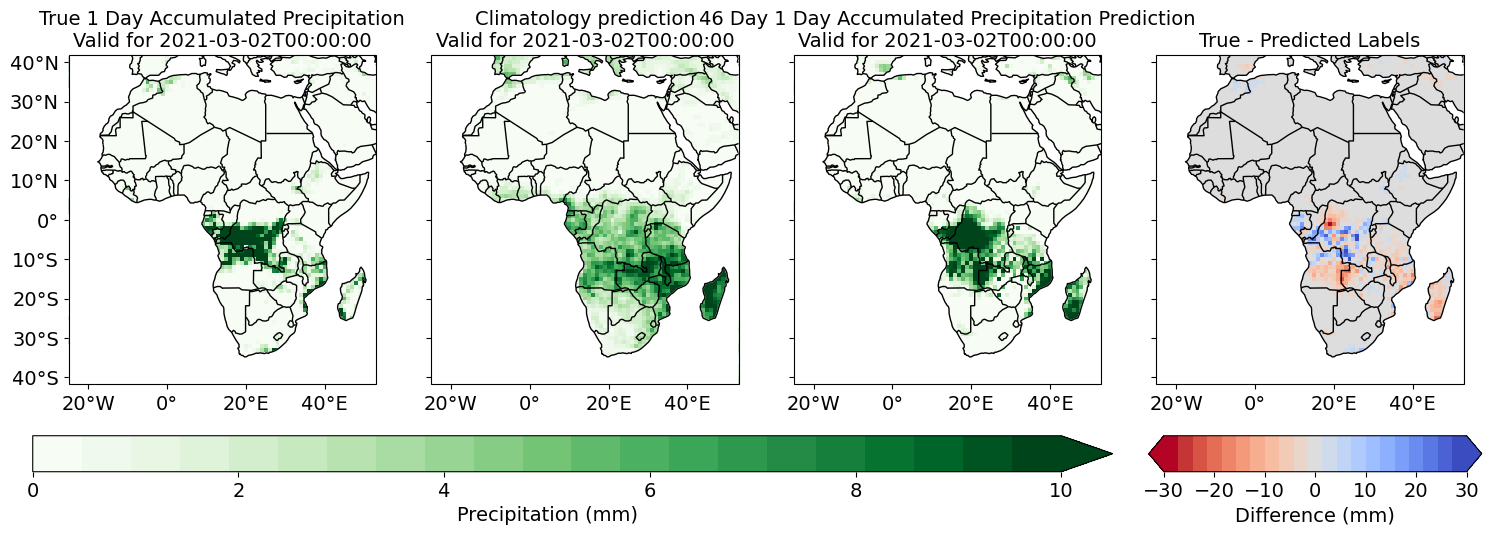 True 1 Day Accumulated Precipitation
Valid for 2021-03-02T00:00:00
Climatology prediction
Valid for 2021-03-02T00:00:00
46 Day 1 Day Accumulated Precipitation Prediction
Valid for 2021-03-02T00:00:00
True - Predicted Labels
40°N
30°N
20°N
10°N
0°
10°S
20°S
30°S
40°S
20°W 0° 20°E 40°E
20°W 0° 20°E 40°E
20°W 0° 20°E 40°E
20°W 0° 20°E 40°E
0 2 4 6 8 10
Precipitation (mm)
−30 −20 −10 0 10 20 30
Difference (mm)